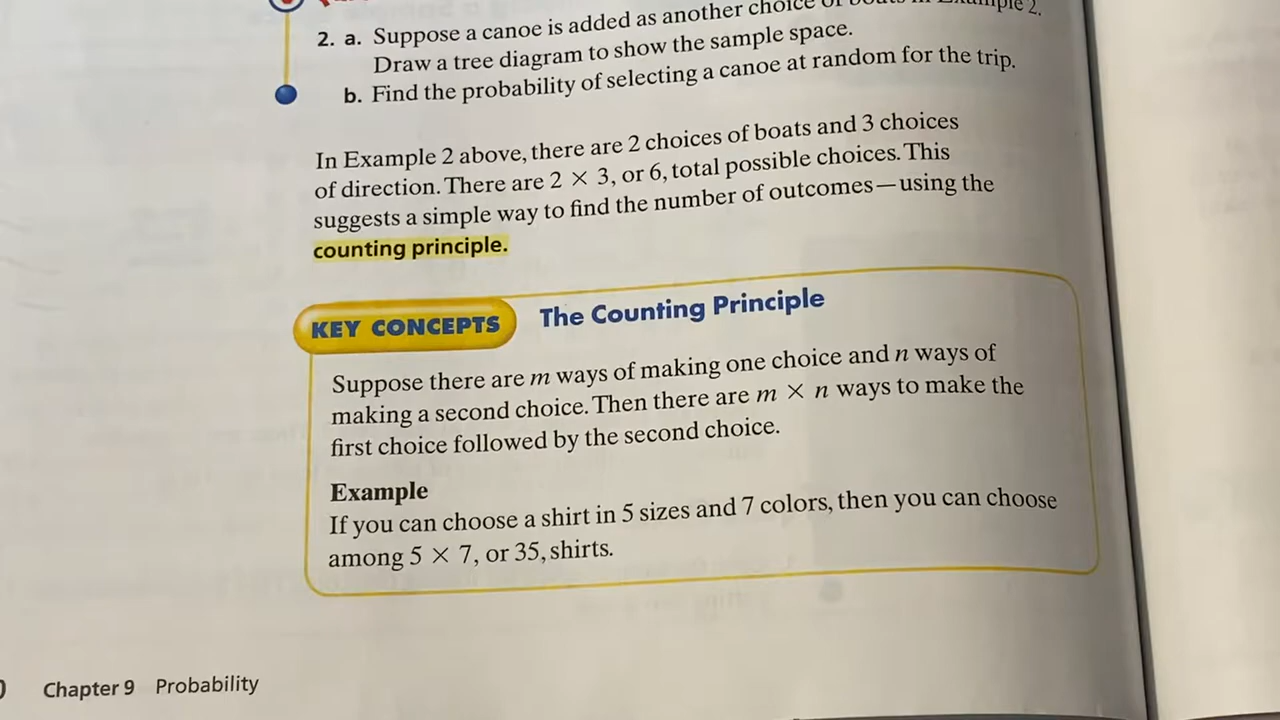 2. a. Suppose a canoe is added as another choice of boats in Example 2.
Draw a tree diagram to show the sample space.
b. Find the probability of selecting a canoe at random for the trip.
In Example 2 above, there are 2 choices of boats and 3 choices
of direction. There are 2 × 3, or 6, total possible choices. This
suggests a simple way to find the number of outcomes—using the
counting principle.
KEY CONCEPTS The Counting Principle
Suppose there are m ways of making one choice and n ways of
making a second choice. Then there are m × n ways to make the
first choice followed by the second choice.
Example
If you can choose a shirt in 5 sizes and 7 colors, then you can choose
among 5 × 7, or 35, shirts.
Chapter 9 Probability